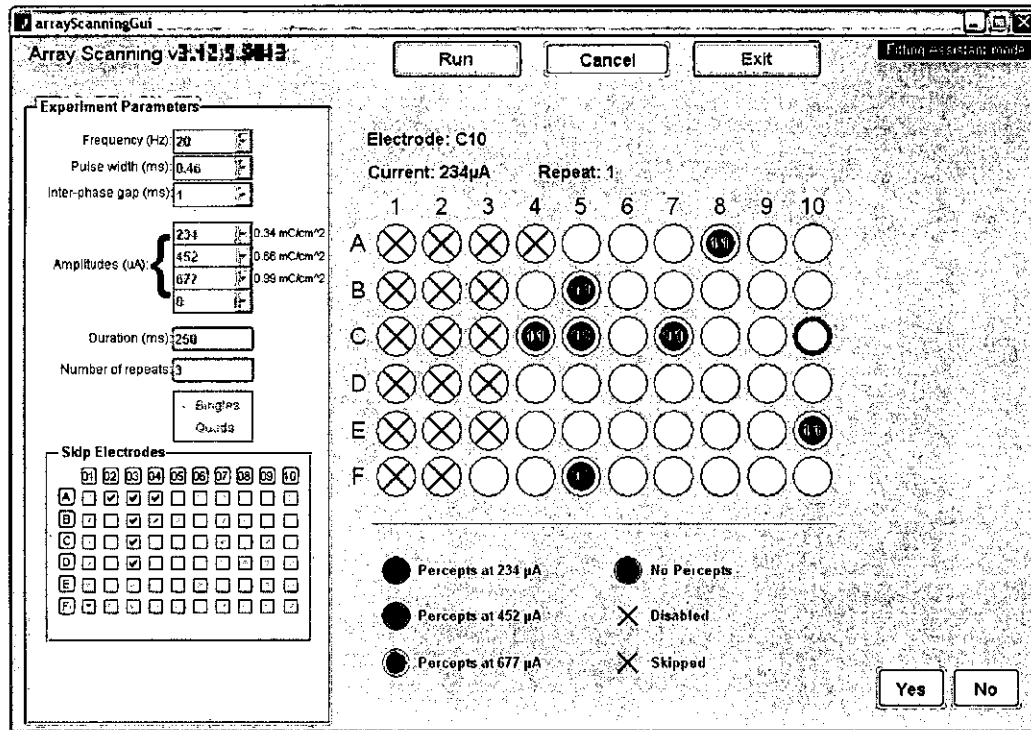 arrayScanningGui
Array Scanning
Run
Cancel
Exit
Fitting assistant mode
Experiment Parameters
Frequency (Hz): 20
Pulse width (ms): 0.46
Inter-phase gap (ms): 1
Amplitudes (uA):
234 0.34 mC/cm^2
452 0.66 mC/cm^2
677 0.99 mC/cm^2
0
Duration (ms): 250
Number of repeats: 3
Singles
Quads
Skip Electrodes
01 02 03 04 05 06 07 08 09 10
A
B
C
D
E
F
Electrode: C10
Current: 234µA Repeat: 1
1 2 3 4 5 6 7 8 9 10
A
B
C
D
E
F
Percepts at 234 µA
No Percepts
Percepts at 452 µA
Disabled
Percepts at 677 µA
Skipped
Yes
No